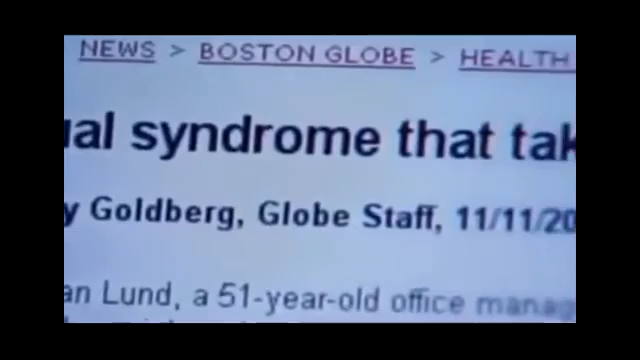 NEWS > BOSTON GLOBE > HEALTH
ual syndrome that tak
y Goldberg, Globe Staff, 11/11/20
an Lund, a 51-year-old office manag